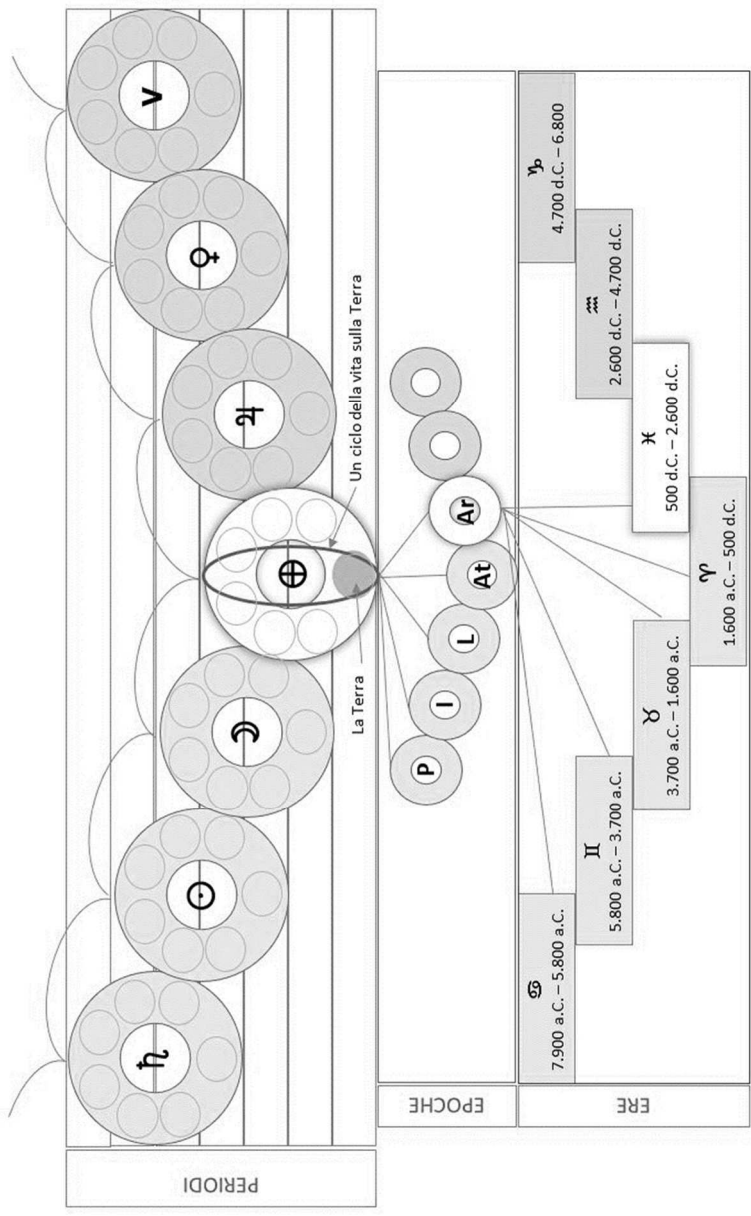 PERIODI
♄
☉
☽
⊕
♃
♀
V
La Terra
Un ciclo della vita sulla Terra
EPOCHE
P
I
L
At
Ar
ERE
♋
7.900 a.C. – 5.800 a.C.
♊
5.800 a.C. – 3.700 a.C.
♉
3.700 a.C. – 1.600 a.C.
♈
1.600 a.C. – 500 d.C.
♓
500 d.C. – 2.600 d.C.
♒
2.600 d.C. – 4.700 d.C.
♑
4.700 d.C. – 6.800